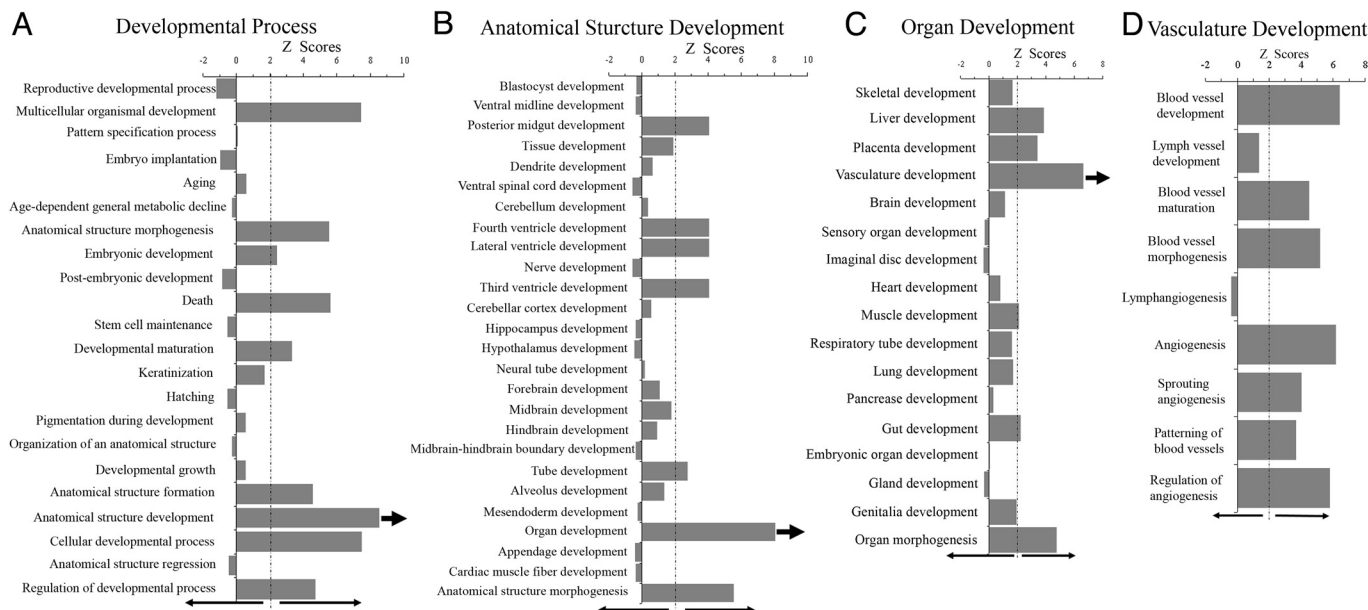 A
Developmental Process
Z Scores
-2 0 2 4 6 8 10
Reproductive developmental process
Multicellular organismal development
Pattern specification process
Embryo implantation
Aging
Age-dependent general metabolic decline
Anatomical structure morphogenesis
Embryonic development
Post-embryonic development
Death
Stem cell maintenance
Developmental maturation
Keratinization
Hatching
Pigmentation during development
Organization of an anatomical structure
Developmental growth
Anatomical structure formation
Anatomical structure development
Cellular developmental process
Anatomical structure regression
Regulation of developmental process
B
Anatomical Sturcture Development
Z Scores
-2 0 2 4 6 8 10
Blastocyst development
Ventral midline development
Posterior midgut development
Tissue development
Dendrite development
Ventral spinal cord development
Cerebellum development
Fourth ventricle development
Lateral ventricle development
Nerve development
Third ventricle development
Cerebellar cortex development
Hippocampus development
Hypothalamus development
Neural tube development
Forebrain development
Midbrain development
Hindbrain development
Midbrain-hindbrain boundary development
Tube development
Alveolus development
Mesendoderm development
Organ development
Appendage development
Cardiac muscle fiber development
Anatomical structure morphogenesis
C
Organ Development
Z Scores
-2 0 2 4 6 8
Skeletal development
Liver development
Placenta development
Vasculature development
Brain development
Sensory organ development
Imaginal disc development
Heart development
Muscle development
Respiratory tube development
Lung development
Pancrease development
Gut development
Embryonic organ development
Gland development
Genitalia development
Organ morphogenesis
D
Vasculature Development
Z Scores
-2 0 2 4 6 8
Blood vessel
development
Lymph vessel
development
Blood vessel
maturation
Blood vessel
morphogenesis
Lymphangiogenesis
Angiogenesis
Sprouting
angiogenesis
Patterning of
blood vessels
Regulation of
angiogenesis